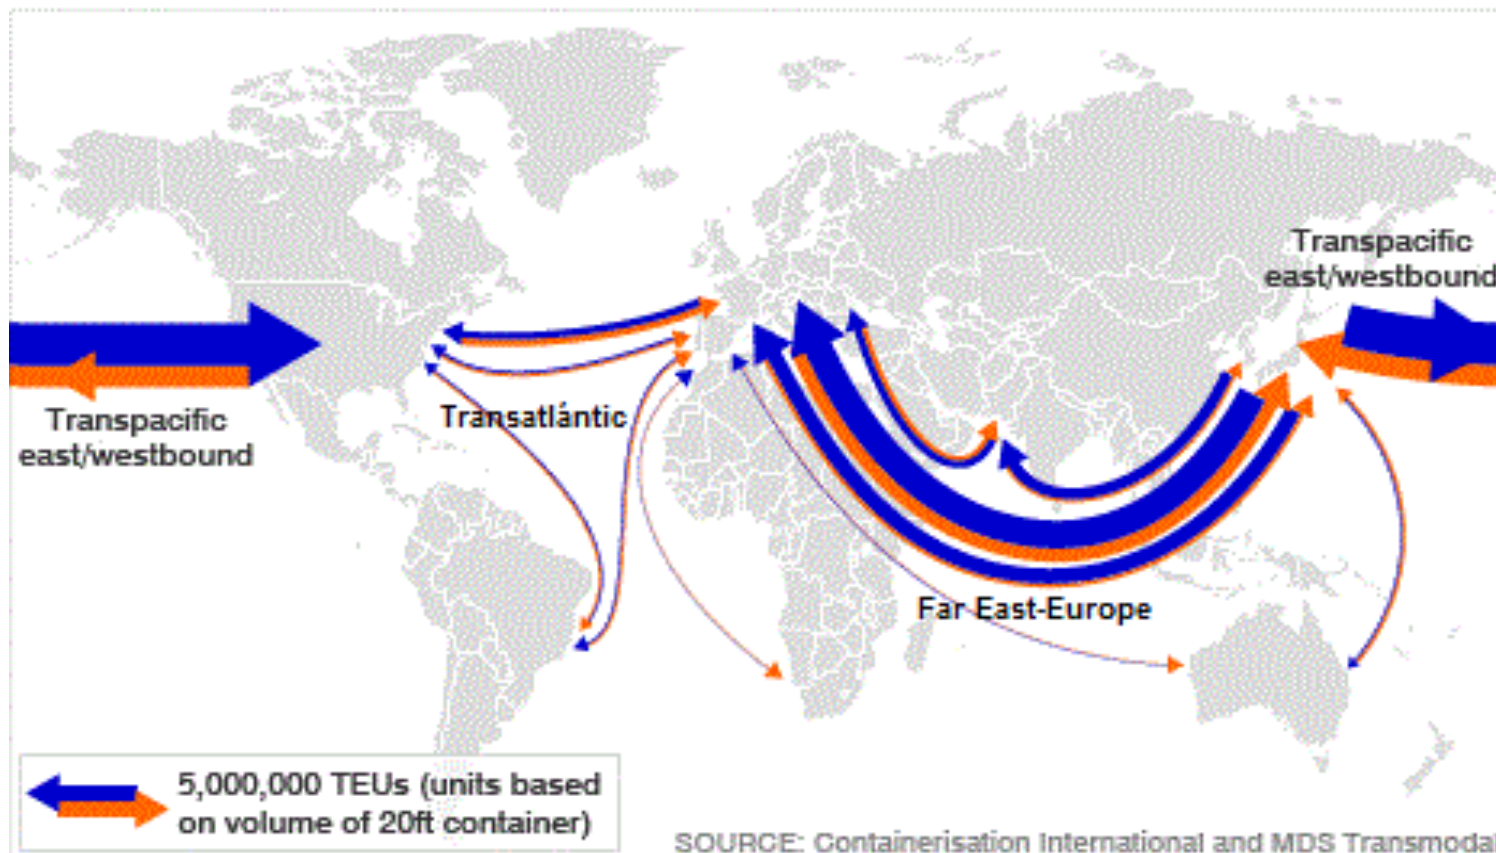 Transpacific
east/westbound
Transpacific
east/westbound
Transatlántic
Far East-Europe
5,000,000 TEUs (units based
on volume of 20ft container)
SOURCE: Containerisation International and MDS Transmodal